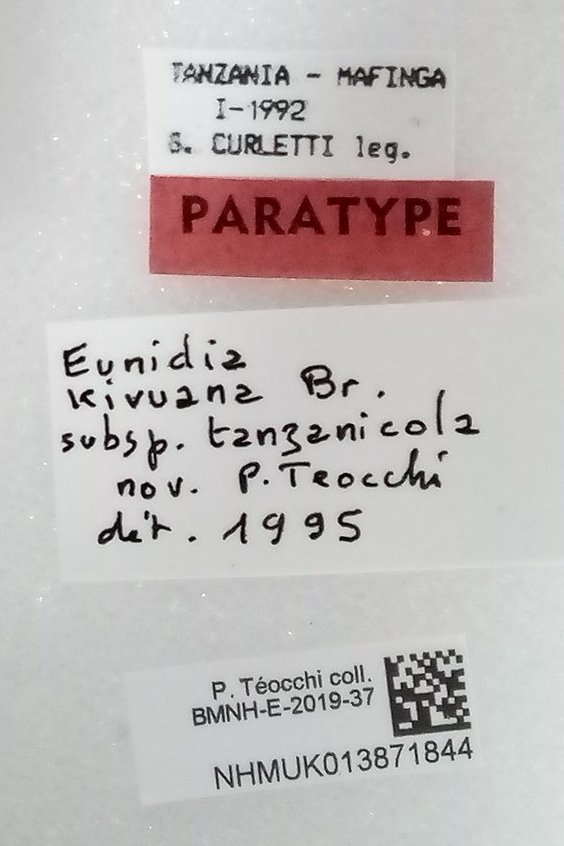 TANZANIA - MAFINGA
I-1992
G. CURLETTI leg.
PARATYPE
Eunidia
kivuana Br.
subsp. tanzanicola
nov. P. Teocchi
dét. 1995
P. Téocchi coll.
BMNH-E-2019-37
NHMUK013871844